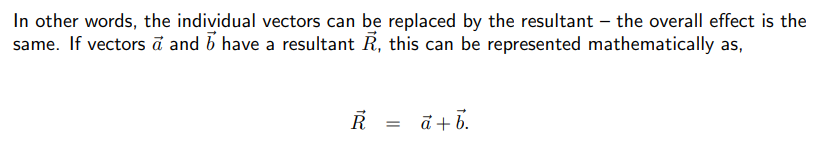 In other words, the individual vectors can be replaced by the resultant – the overall effect is the
same. If vectors $\vec{a}$ and $\vec{b}$ have a resultant $\vec{R}$, this can be represented mathematically as,
$\vec{R} = \vec{a} + \vec{b}.$